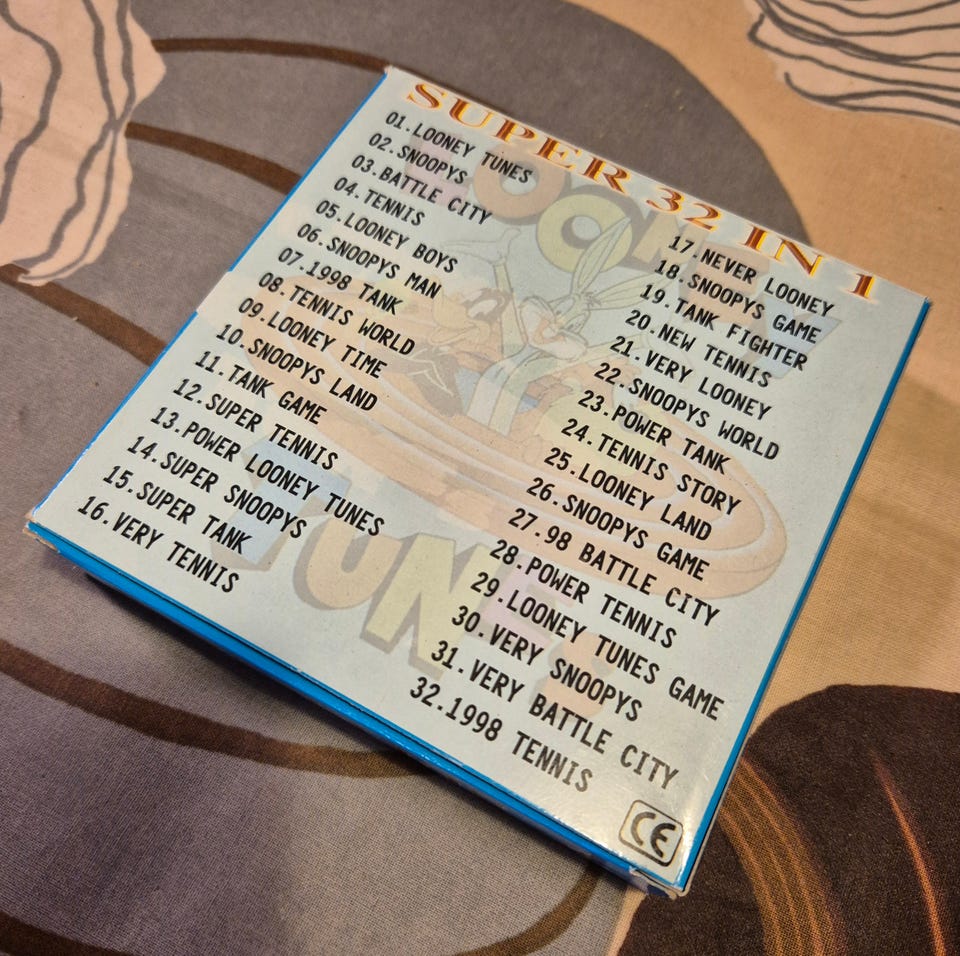 SUPER 32 IN 1
01.LOONEY TUNES
02.SNOOPYS
03.BATTLE CITY
04.TENNIS
05.LOONEY BOYS
06.SNOOPYS MAN
07.1998 TANK
08.TENNIS WORLD
09.LOONEY TIME
10.SNOOPYS LAND
11.TANK GAME
12.SUPER TENNIS
13.POWER LOONEY TUNES
14.SUPER SNOOPYS
15.SUPER TANK
16.VERY TENNIS
17.NEVER LOONEY
18.SNOOPYS GAME
19.TANK FIGHTER
20.NEW TENNIS
21.VERY LOONEY
22.SNOOPYS WORLD
23.POWER TANK
24.TENNIS STORY
25.LOONEY LAND
26.SNOOPYS GAME
27.98 BATTLE CITY
28.POWER TENNIS
29.LOONEY TUNES GAME
30.VERY SNOOPYS
31.VERY BATTLE CITY
32.1998 TENNIS
LOONEY
TUNES
CE